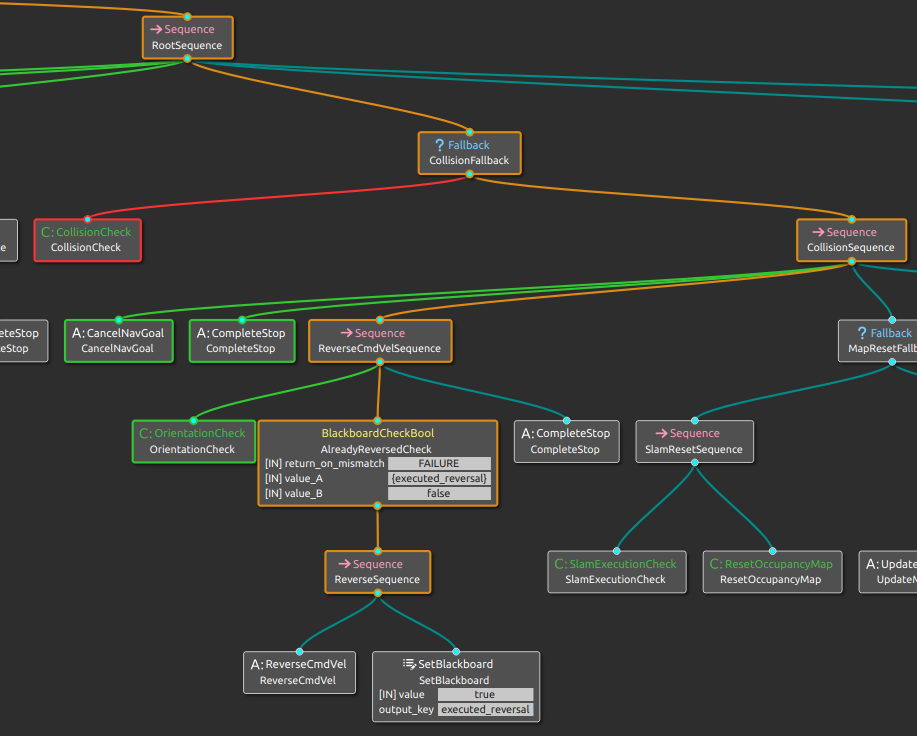 Sequence
RootSequence
? Fallback
CollisionFallback
e
C: CollisionCheck
CollisionCheck
Sequence
CollisionSequence
eteStop
eStop
A: CancelNavGoal
CancelNavGoal
A: CompleteStop
CompleteStop
Sequence
ReverseCmdVelSequence
? Fallback
MapResetFallb
C: OrientationCheck
OrientationCheck
BlackboardCheckBool
AlreadyReversedCheck
[IN] return_on_mismatch FAILURE
[IN] value_A {executed_reversal}
[IN] value_B false
A: CompleteStop
CompleteStop
Sequence
SlamResetSequence
Sequence
ReverseSequence
C: SlamExecutionCheck
SlamExecutionCheck
C: ResetOccupancyMap
ResetOccupancyMap
A: Update
UpdateM
A: ReverseCmdVel
ReverseCmdVel
SetBlackboard
SetBlackboard
[IN] value true
output_key executed_reversal